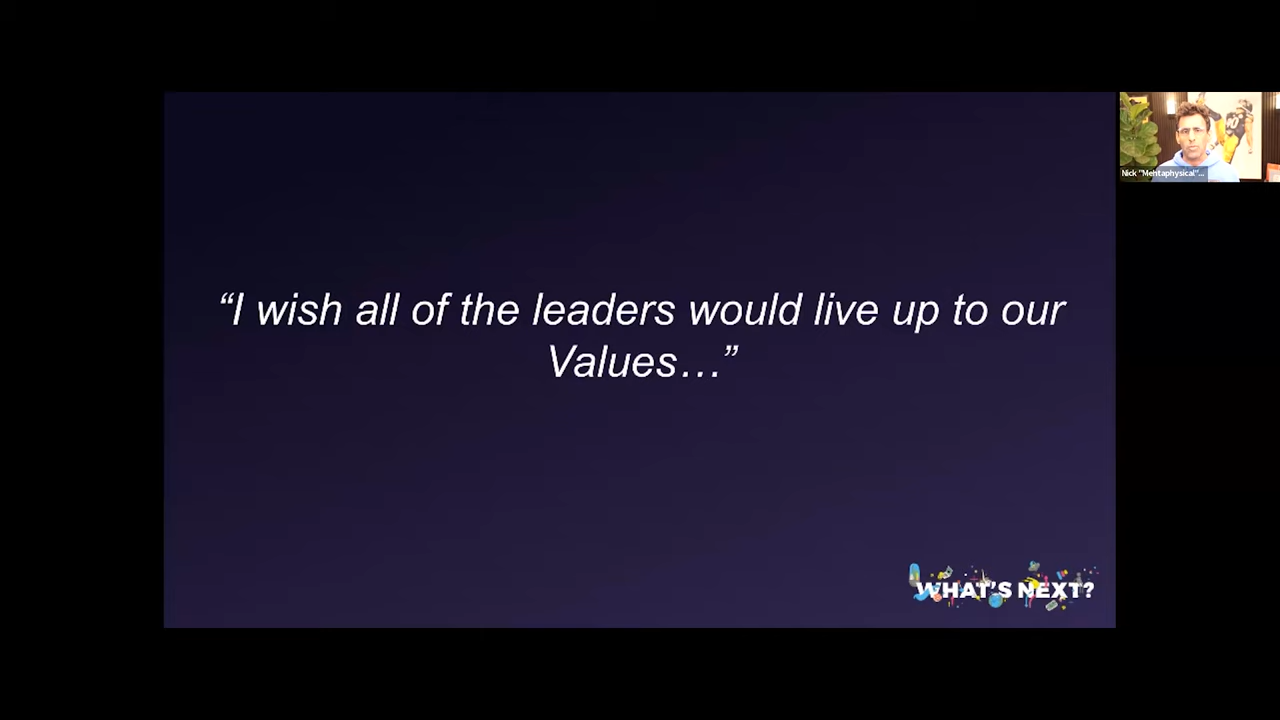 “I wish all of the leaders would live up to our
Values…”
Nick "Mehtaphysical"...
WHAT'S NEXT?